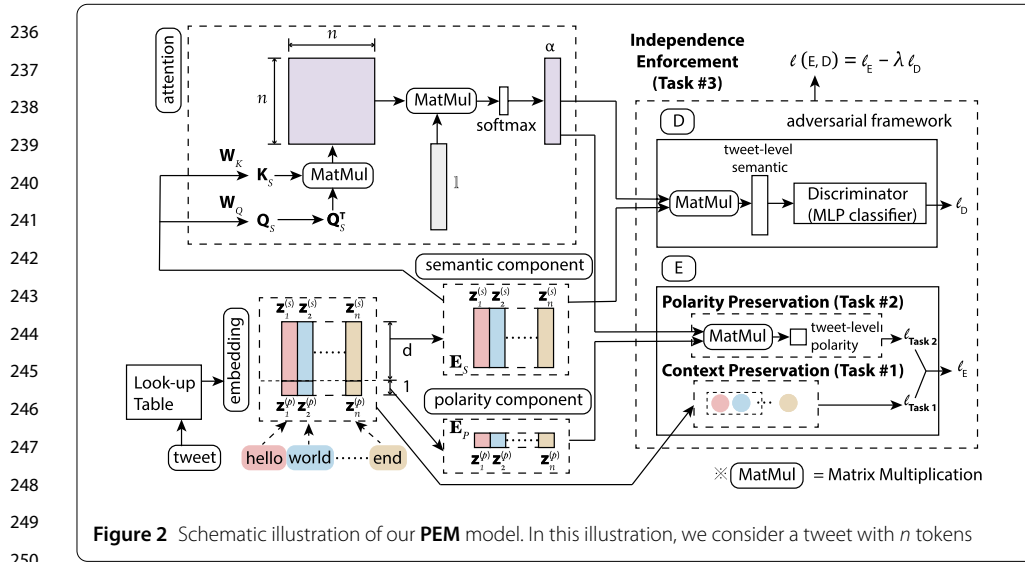 236
237
238
239
240
241
242
243
244
245
246
247
248
249
250
attention
n
n
α
MatMul
softmax
𝟙
W_K
K_S
MatMul
W_Q
Q_S
Q_S^T
Independence
Enforcement
(Task #3)
ℓ (E, D) = ℓ_E − λ ℓ_D
adversarial framework
D
tweet-level
semantic
MatMul
Discriminator
(MLP classifier)
ℓ_D
E
Polarity Preservation (Task #2)
MatMul
tweet-level
polarity
ℓ_Task 2
ℓ_E
Context Preservation (Task #1)
ℓ_Task 1
semantic component
z_1^(s) z_2^(s) z_n^(s)
E_S
polarity component
E_P
z_1^(p) z_2^(p) z_n^(p)
embedding
z_1^(s) z_2^(s) z_n^(s)
d
1
z_1^(p) z_2^(p) z_n^(p)
Look-up
Table
tweet
hello world ...... end
※ MatMul = Matrix Multiplication
Figure 2 Schematic illustration of our PEM model. In this illustration, we consider a tweet with n tokens